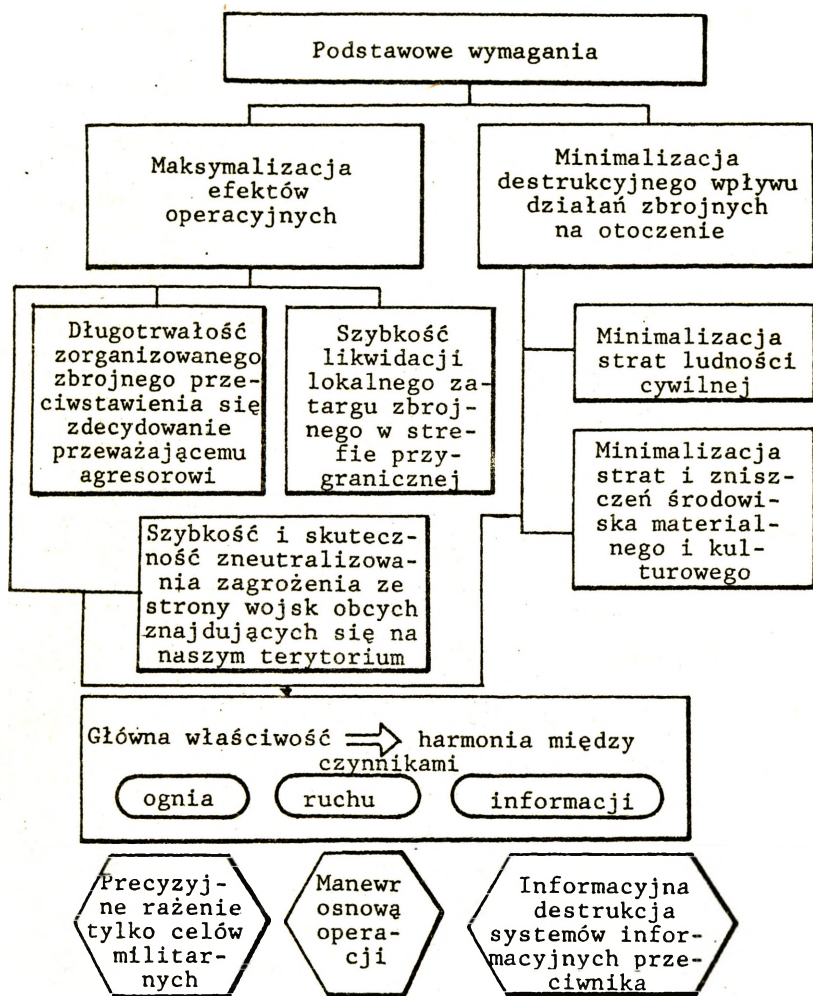 Podstawowe wymagania
Maksymalizacja
efektów
operacyjnych
Minimalizacja
destrukcyjnego wpływu
działań zbrojnych
na otoczenie
Długotrwałość
zorganizowanego
zbrojnego prze-
ciwstawienia się
zdecydowanie
przeważającemu
agresorowi
Szybkość
likwidacji
lokalnego za-
targu zbroj-
nego w stre-
fie przy-
granicznej
Minimalizacja
strat ludności
cywilnej
Minimalizacja
strat i znisz-
czeń środowi-
ska material-
nego i kul-
turowego
Szybkość i skutecz-
ność zneutralizowa-
nia zagrożenia ze
strony wojsk obcych
znajdujących się na
naszym terytorium
Główna właściwość ⇒ harmonia między
czynnikami
ognia ruchu informacji
Precyzyj-
ne rażenie
tylko celów
militar-
nych
Manewr
osnową
opera-
cji
Informacyjna
destrukcja
systemów infor-
macyjnych prze-
ciwnika